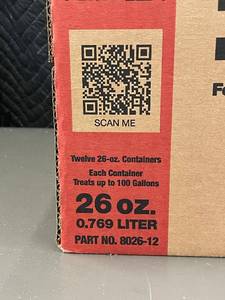 SCAN ME
Twelve 26-oz. Containers
Each Container
Treats up to 100 Gallons
26 oz.
0.769 LITER
PART NO. 8026-12